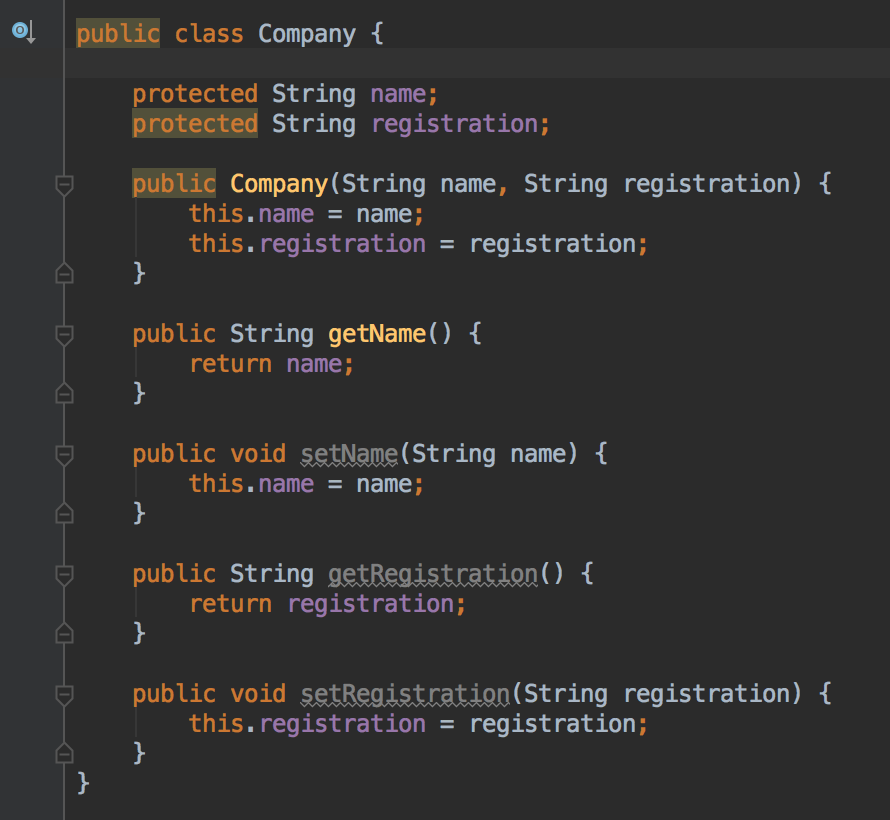 public class Company {
protected String name;
protected String registration;
public Company(String name, String registration) {
this.name = name;
this.registration = registration;
}
public String getName() {
return name;
}
public void setName(String name) {
this.name = name;
}
public String getRegistration() {
return registration;
}
public void setRegistration(String registration) {
this.registration = registration;
}
}